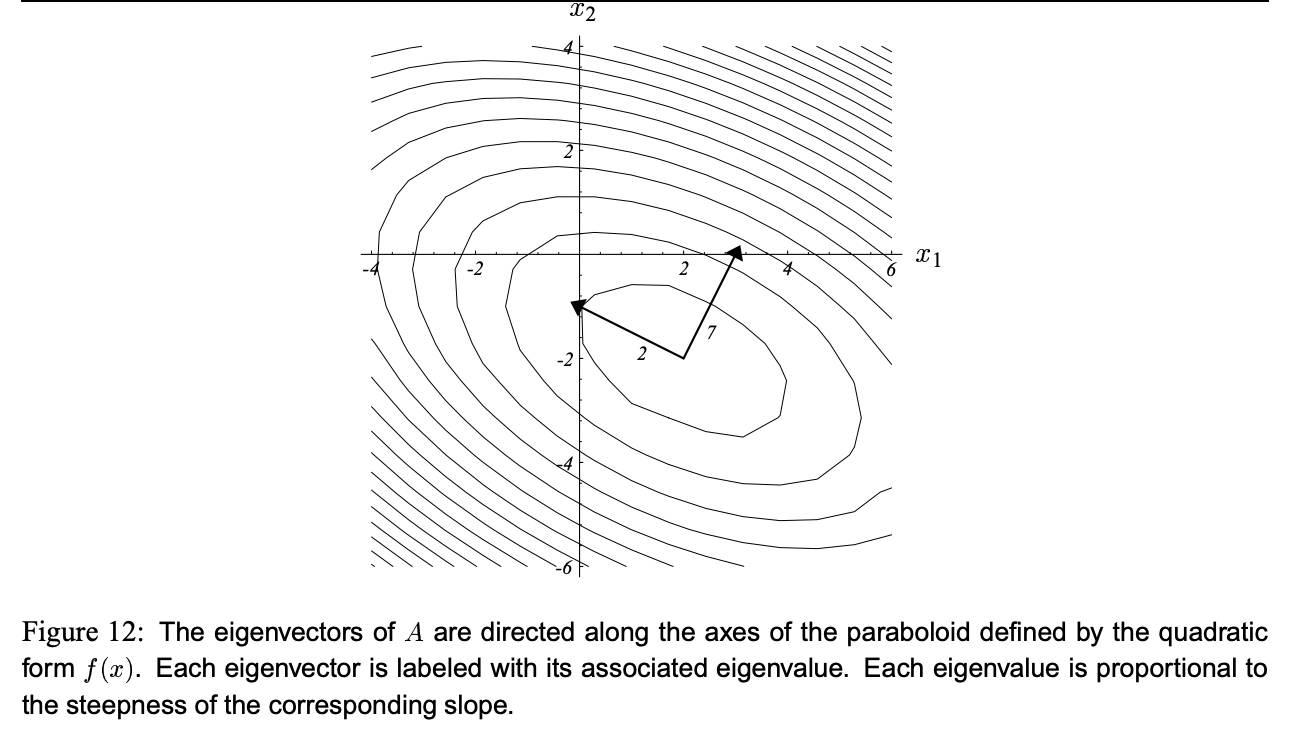 x2
4
2
-4
-2
2
4
6
x1
7
2
-2
-4
-6
Figure 12: The eigenvectors of A are directed along the axes of the paraboloid defined by the quadratic
form f(x). Each eigenvector is labeled with its associated eigenvalue. Each eigenvalue is proportional to
the steepness of the corresponding slope.